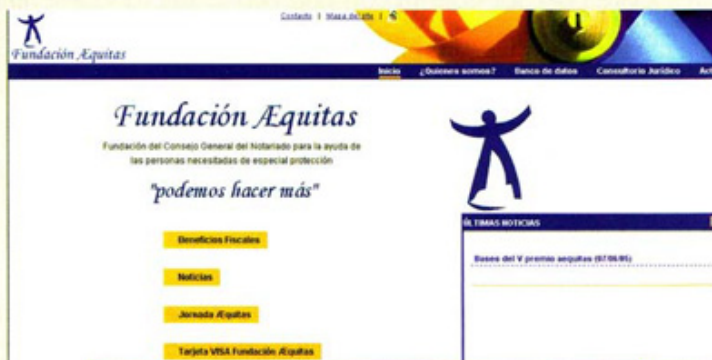 Contacto | Mapa del site |
Fundación Æquitas
Inicio ¿Quienes somos? Banco de datos Consultorio Jurídico
Fundación Æquitas
Fundación del Consejo General del Notariado para la ayuda de
las personas necesitadas de especial protección
"podemos hacer más"
Beneficios Fiscales
Noticias
Jornada Æquitas
Tarjeta VISA Fundación Æquitas
ÚLTIMAS NOTICIAS
Bases del V premio aequitas (07/06/05)